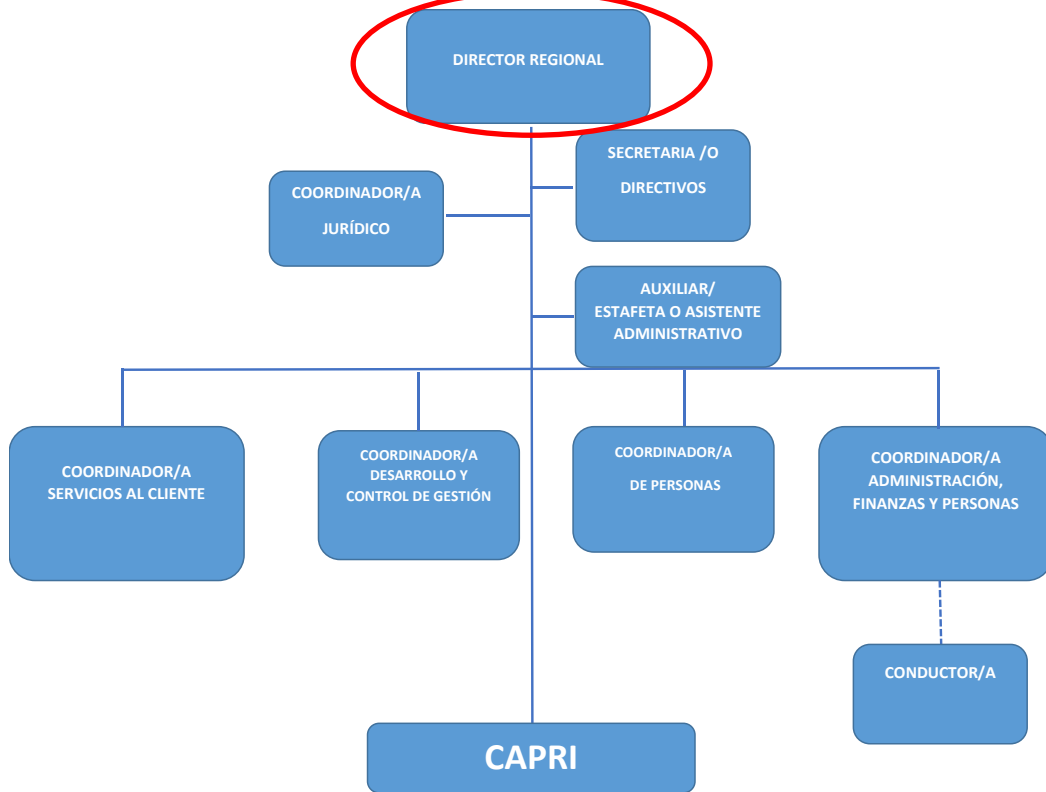 DIRECTOR REGIONAL
SECRETARIA /O
DIRECTIVOS
COORDINADOR/A
JURÍDICO
AUXILIAR/
ESTAFETA O ASISTENTE
ADMINISTRATIVO
COORDINADOR/A
SERVICIOS AL CLIENTE
COORDINADOR/A
DESARROLLO Y
CONTROL DE GESTIÓN
COORDINADOR/A
DE PERSONAS
COORDINADOR/A
ADMINISTRACIÓN,
FINANZAS Y PERSONAS
CONDUCTOR/A
CAPRI